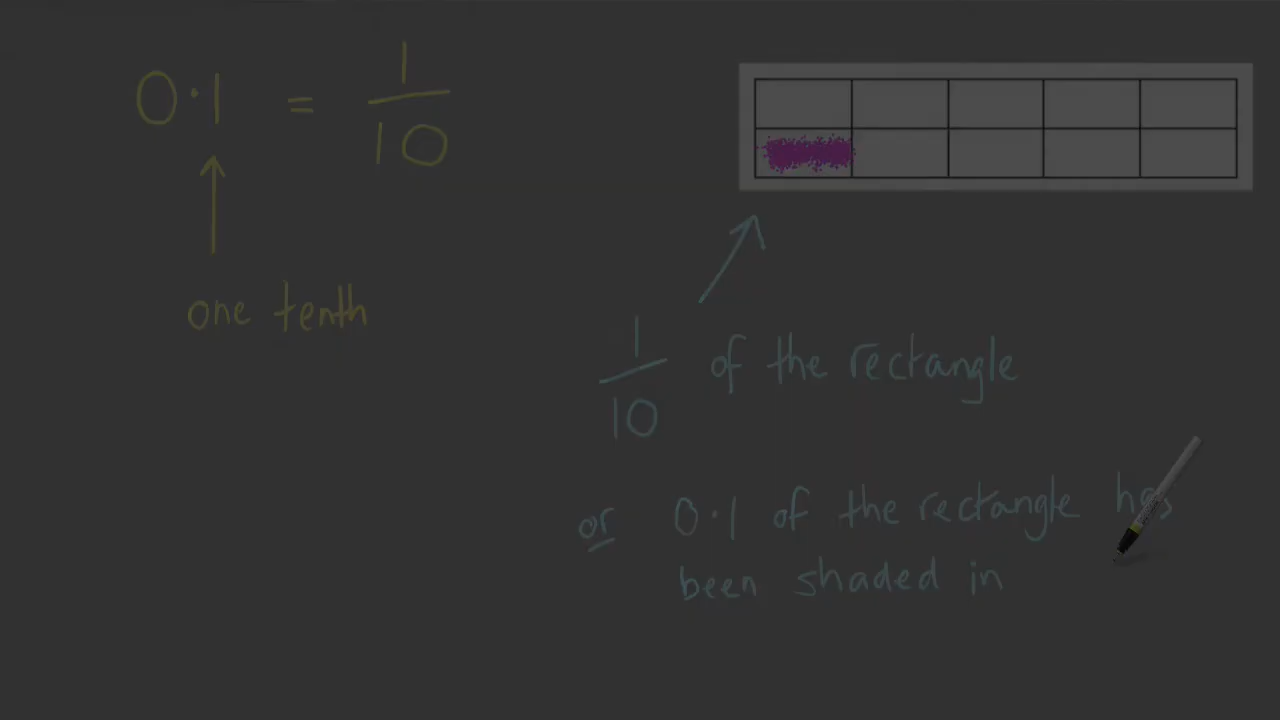 0.1 = 1/10
one tenth
1/10 of the rectangle
or 0.1 of the rectangle has
been shaded in